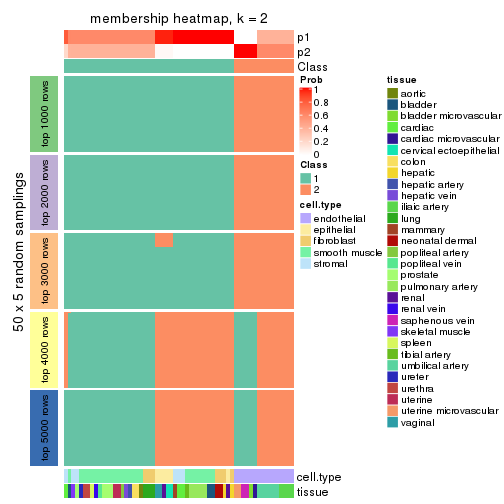 membership heatmap, k = 2
p1
p2
Class
50 x 5 random samplings
top 1000 rows
top 2000 rows
top 3000 rows
top 4000 rows
top 5000 rows
cell.type
tissue
Prob
1
0.8
0.6
0.4
0.2
0
Class
1
2
cell.type
endothelial
epithelial
fibroblast
smooth muscle
stromal
tissue
aortic
bladder
bladder microvascular
cardiac
cardiac microvascular
cervical ectoepithelial
colon
hepatic
hepatic artery
hepatic vein
iliaic artery
lung
mammary
neonatal dermal
popliteal artery
popliteal vein
prostate
pulmonary artery
renal
renal vein
saphenous vein
skeletal muscle
spleen
tibial artery
umbilical artery
ureter
urethra
uterine
uterine microvascular
vaginal